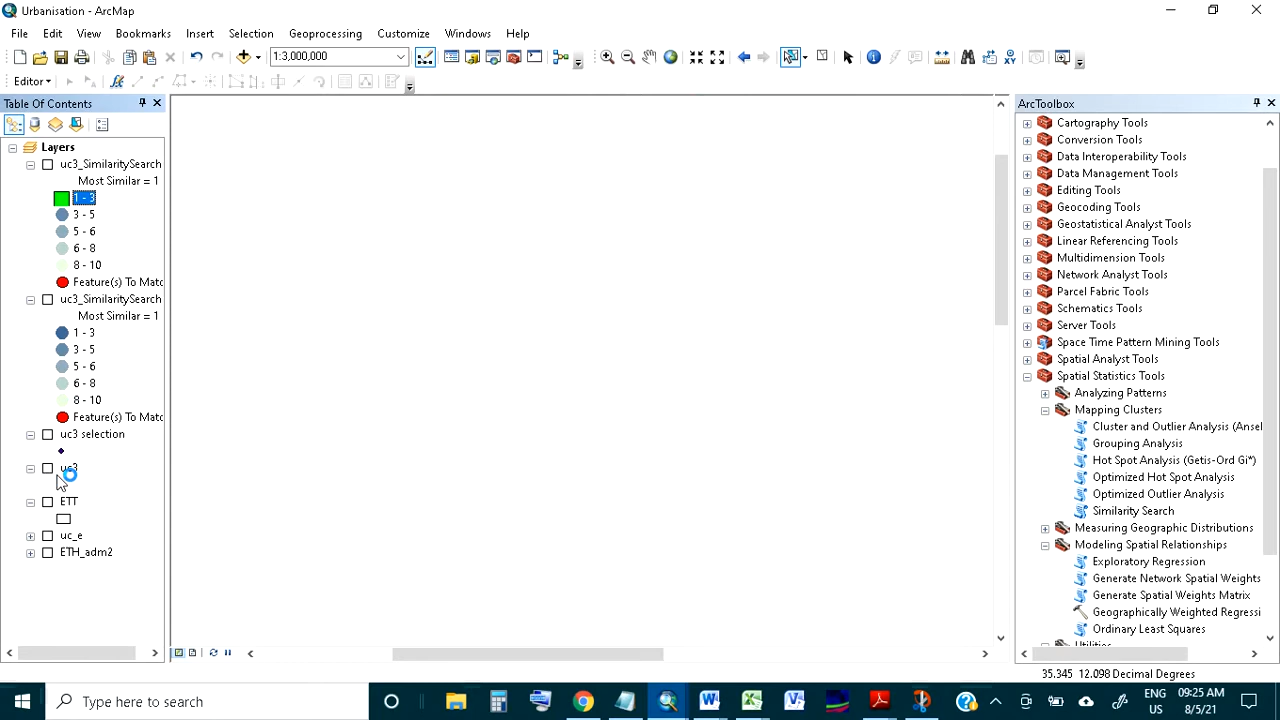 Urbanisation - ArcMap
File Edit View Bookmarks Insert Selection Geoprocessing Customize Windows Help
1:3,000,000
Editor
Table Of Contents
Layers
uc3_SimilaritySearch
Most Similar = 1
1 - 3
3 - 5
5 - 6
6 - 8
8 - 10
Feature(s) To Matc
uc3_SimilaritySearch
Most Similar = 1
1 - 3
3 - 5
5 - 6
6 - 8
8 - 10
Feature(s) To Matc
uc3 selection
uc3
ETT
uc_e
ETH_adm2
ArcToolbox
Cartography Tools
Conversion Tools
Data Interoperability Tools
Data Management Tools
Editing Tools
Geocoding Tools
Geostatistical Analyst Tools
Linear Referencing Tools
Multidimension Tools
Network Analyst Tools
Parcel Fabric Tools
Schematics Tools
Server Tools
Space Time Pattern Mining Tools
Spatial Analyst Tools
Spatial Statistics Tools
Analyzing Patterns
Mapping Clusters
Cluster and Outlier Analysis (Ansel
Grouping Analysis
Hot Spot Analysis (Getis-Ord Gi*)
Optimized Hot Spot Analysis
Optimized Outlier Analysis
Similarity Search
Measuring Geographic Distributions
Modeling Spatial Relationships
Exploratory Regression
Generate Network Spatial Weights
Generate Spatial Weights Matrix
Geographically Weighted Regressi
Ordinary Least Squares
Utilities
35.345 12.098 Decimal Degrees
Type here to search
ENG
US
09:25 AM
8/5/21